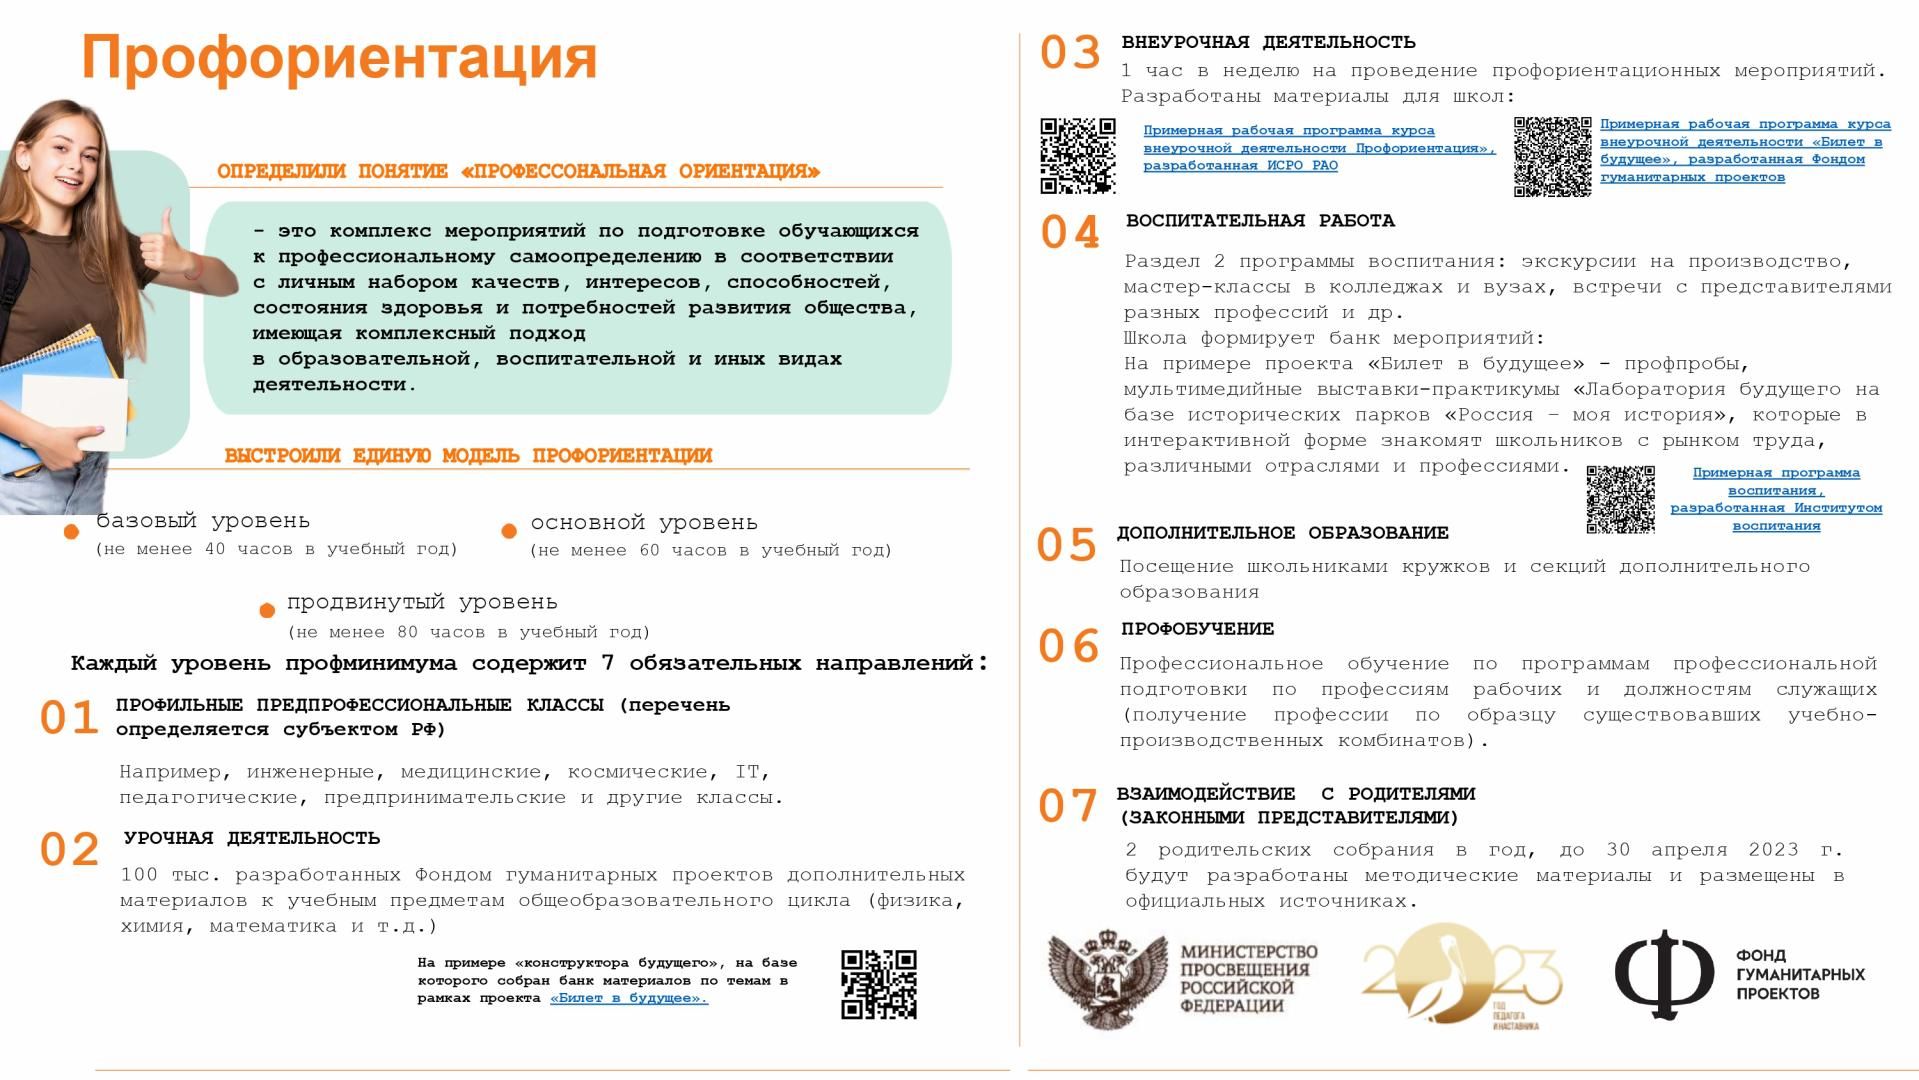 Профориентация
ОПРЕДЕЛИЛИ ПОНЯТИЕ «ПРОФЕССОНАЛЬНАЯ ОРИЕНТАЦИЯ»
- это комплекс мероприятий по подготовке обучающихся
к профессиональному самоопределению в соответствии
с личным набором качеств, интересов, способностей,
состояния здоровья и потребностей развития общества,
имеющая комплексный подход
в образовательной, воспитательной и иных видах
деятельности.
ВЫСТРОИЛИ ЕДИНУЮ МОДЕЛЬ ПРОФОРИЕНТАЦИИ
базовый уровень
(не менее 40 часов в учебный год)
основной уровень
(не менее 60 часов в учебный год)
продвинутый уровень
(не менее 80 часов в учебный год)
Каждый уровень профминимума содержит 7 обязательных направлений:
01
ПРОФИЛЬНЫЕ ПРЕДПРОФЕССИОНАЛЬНЫЕ КЛАССЫ (перечень
определяется субъектом РФ)
Например, инженерные, медицинские, космические, IT,
педагогические, предпринимательские и другие классы.
02
УРОЧНАЯ ДЕЯТЕЛЬНОСТЬ
100 тыс. разработанных Фондом гуманитарных проектов дополнительных
материалов к учебным предметам общеобразовательного цикла (физика,
химия, математика и т.д.)
На примере «конструктора будущего», на базе
которого собран банк материалов по темам в
рамках проекта «Билет в будущее».
03
ВНЕУРОЧНАЯ ДЕЯТЕЛЬНОСТЬ
1 час в неделю на проведение профориентационных мероприятий.
Разработаны материалы для школ:
Примерная рабочая программа курса
внеурочной деятельности Профориентация»,
разработанная ИСРО РАО
Примерная рабочая программа курса
внеурочной деятельности «Билет в
будущее», разработанная Фондом
гуманитарных проектов
04
ВОСПИТАТЕЛЬНАЯ РАБОТА
Раздел 2 программы воспитания: экскурсии на производство,
мастер-классы в колледжах и вузах, встречи с представителями
разных профессий и др.
Школа формирует банк мероприятий:
На примере проекта «Билет в будущее» - профпробы,
мультимедийные выставки-практикумы «Лаборатория будущего на
базе исторических парков «Россия – моя история», которые в
интерактивной форме знакомят школьников с рынком труда,
различными отраслями и профессиями.
Примерная программа
воспитания,
разработанная Институтом
воспитания
05
ДОПОЛНИТЕЛЬНОЕ ОБРАЗОВАНИЕ
Посещение школьниками кружков и секций дополнительного
образования
06
ПРОФОБУЧЕНИЕ
Профессиональное обучение по программам профессиональной
подготовки по профессиям рабочих и должностям служащих
(получение профессии по образцу существовавших учебно-
производственных комбинатов).
07
ВЗАИМОДЕЙСТВИЕ С РОДИТЕЛЯМИ
(ЗАКОННЫМИ ПРЕДСТАВИТЕЛЯМИ)
2 родительских собрания в год, до 30 апреля 2023 г.
будут разработаны методические материалы и размещены в
официальных источниках.
МИНИСТЕРСТВО
ПРОСВЕЩЕНИЯ
РОССИЙСКОЙ
ФЕДЕРАЦИИ
2023
ГОД
ПЕДАГОГА
И НАСТАВНИКА
Ф
ФОНД
ГУМАНИТАРНЫХ
ПРОЕКТОВ